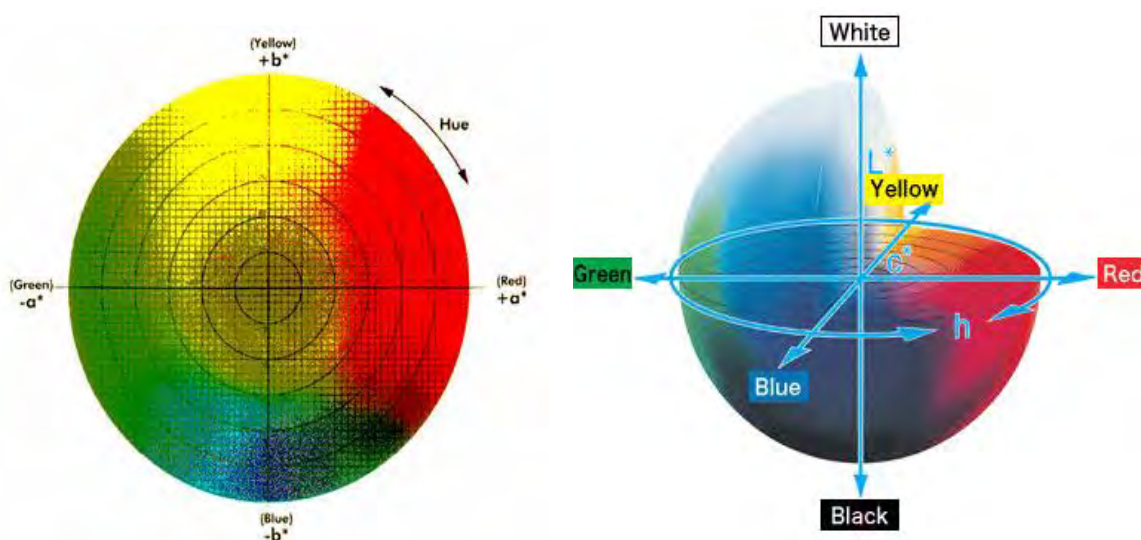 (Yellow)
+b*
Hue
(Green)
-a*
(Red)
+a*
(Blue)
-b*
White
L*
Yellow
C*
Green
Red
h
Blue
Black